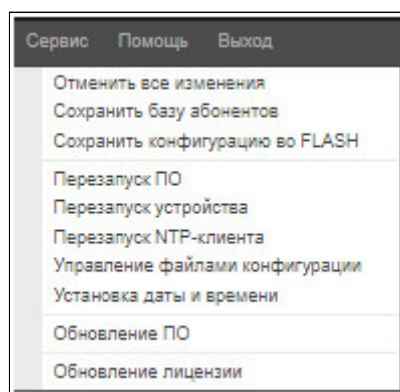 Сервис Помощь Выход
Отменить все изменения
Сохранить базу абонентов
Сохранить конфигурацию во FLASH
Перезапуск ПО
Перезапуск устройства
Перезапуск NTP-клиента
Управление файлами конфигурации
Установка даты и времени
Обновление ПО
Обновление лицензии